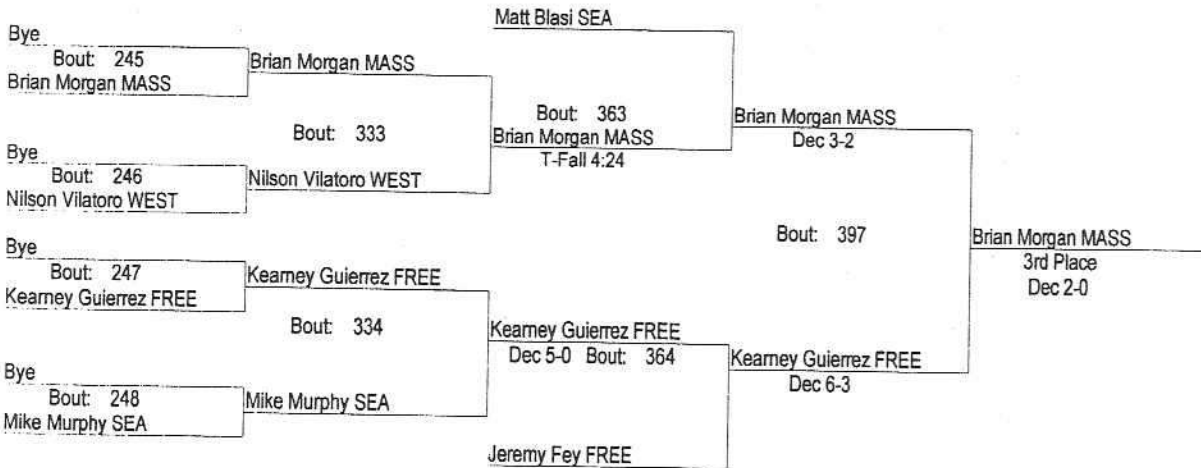 Matt Blasi SEA
Bye
Bout: 245
Brian Morgan MASS
Brian Morgan MASS
Bout: 333
Bout: 363
Brian Morgan MASS
T-Fall 4:24
Brian Morgan MASS
Dec 3-2
Bye
Bout: 246
Nilson Vilatoro WEST
Nilson Vilatoro WEST
Bout: 397
Brian Morgan MASS
3rd Place
Dec 2-0
Bye
Bout: 247
Kearney Guierrez FREE
Kearney Guierrez FREE
Bout: 334
Kearney Guierrez FREE
Dec 5-0 Bout: 364
Kearney Guierrez FREE
Dec 6-3
Bye
Bout: 248
Mike Murphy SEA
Mike Murphy SEA
Jeremy Fey FREE